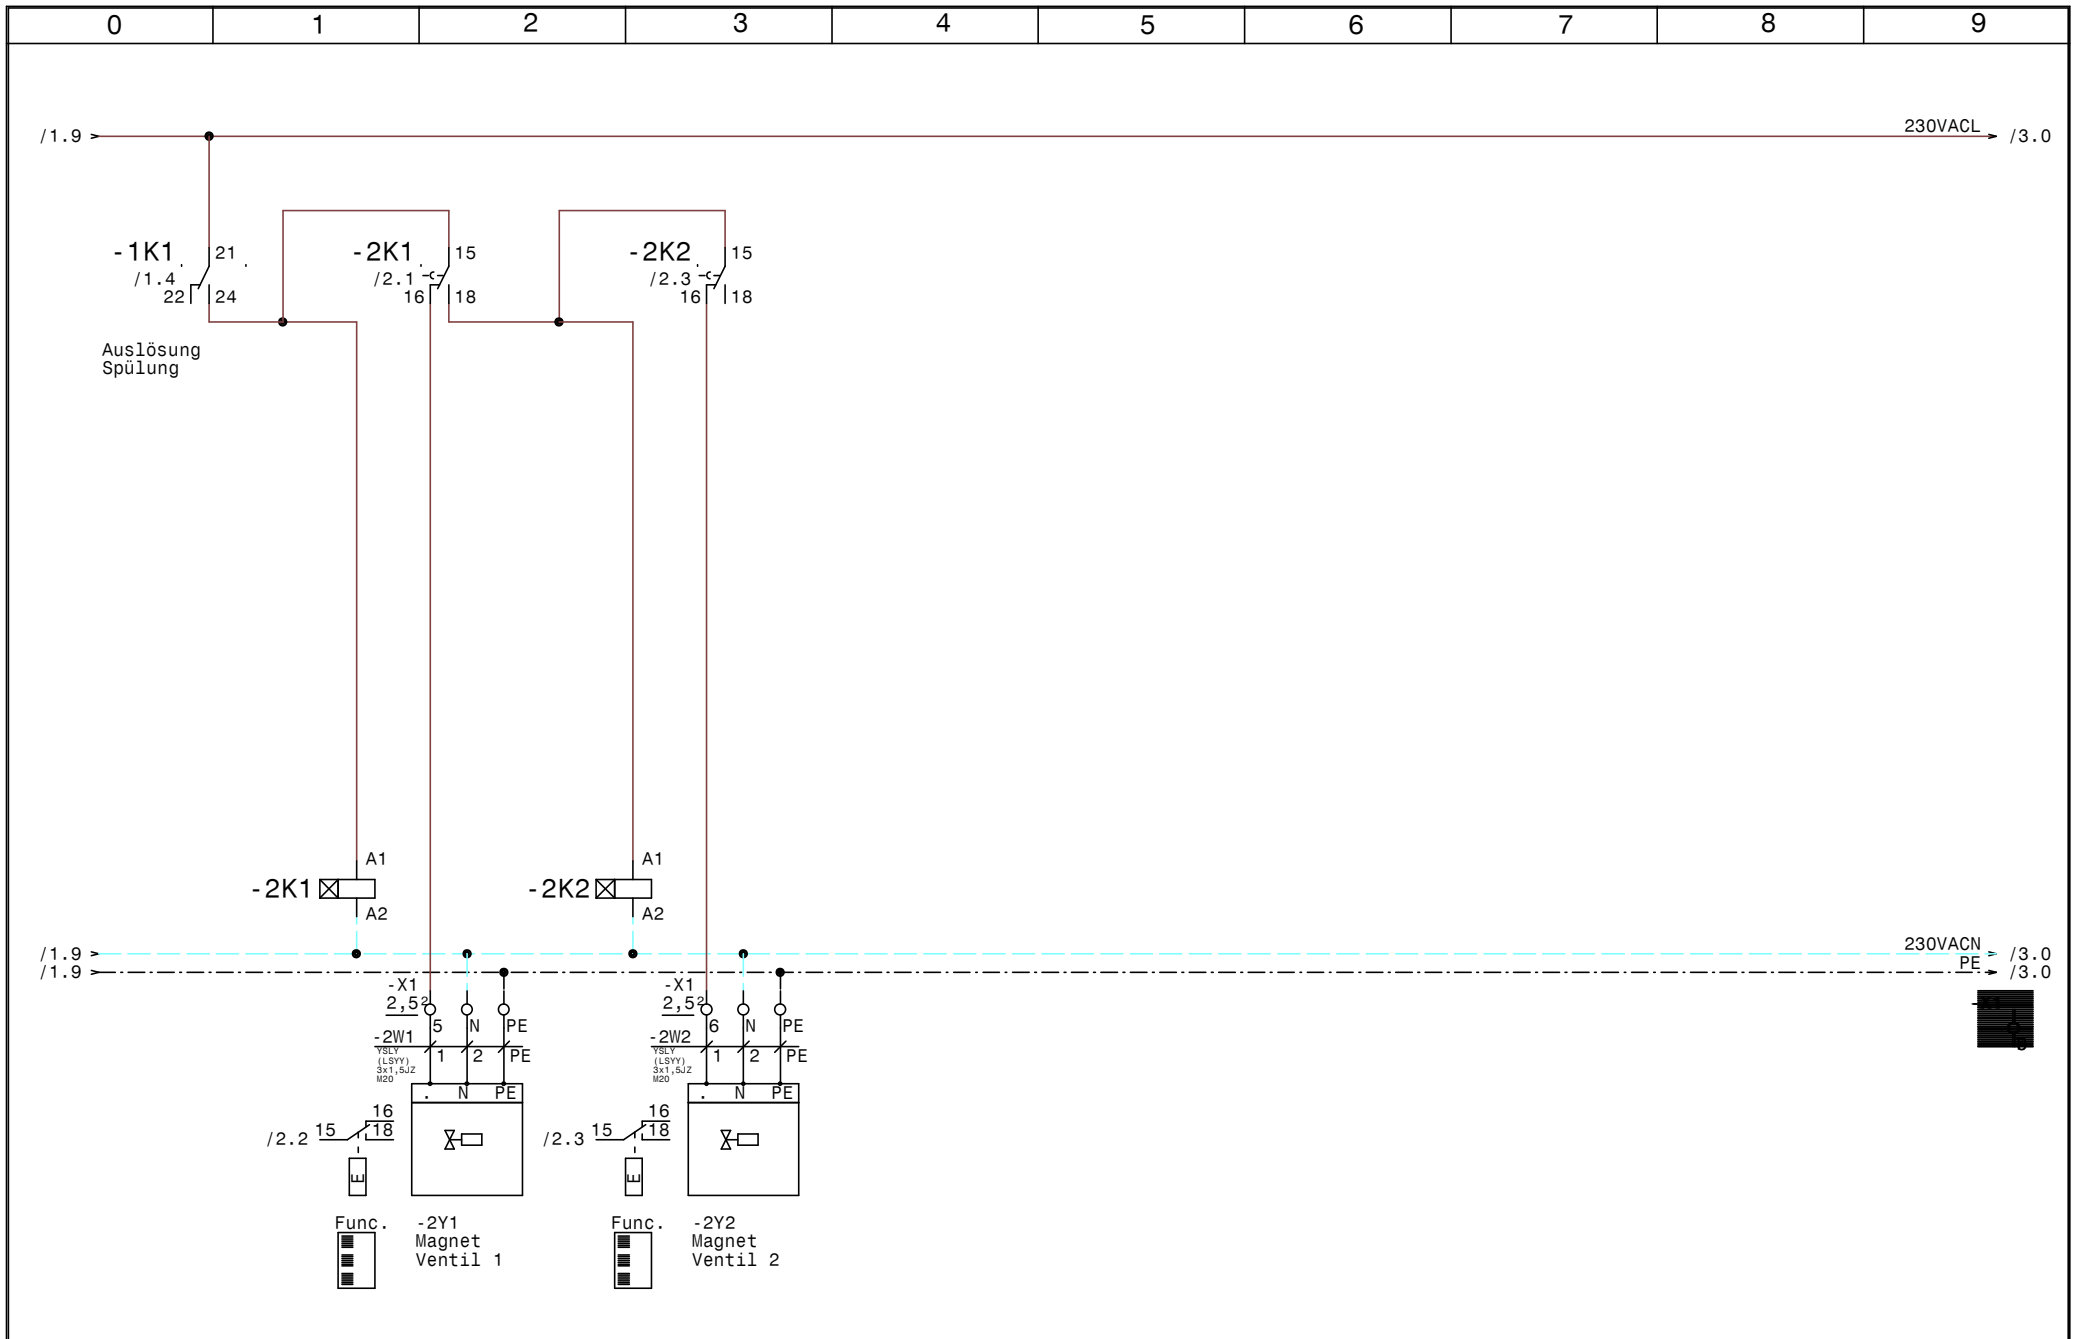 0 1 2 3 4 5 6 7 8 9
230VACL
/1.9 /3.0
-1K1 21 -2K1 15 -2K2 15
/1.4 /2.1 /2.3
22 24 16 18 16 18
Auslösung
Spülung
A1 A1
-2K1 -2K2
A2 A2
230VACN
/1.9 /3.0
PE
/1.9 /3.0
-X1 -X1
2,5² 2,5²
5 N PE 6 N PE
-2W1 -2W2
1 2 PE 1 2 PE
YSLY YSLY
(LSYY) (LSYY)
3x1,5JZ 3x1,5JZ
M20 M20
. N PE . N PE
16 16
/2.2 15 18 /2.3 15 18
E E
Func. -2Y1 Func. -2Y2
Magnet Magnet
Ventil 1 Ventil 2